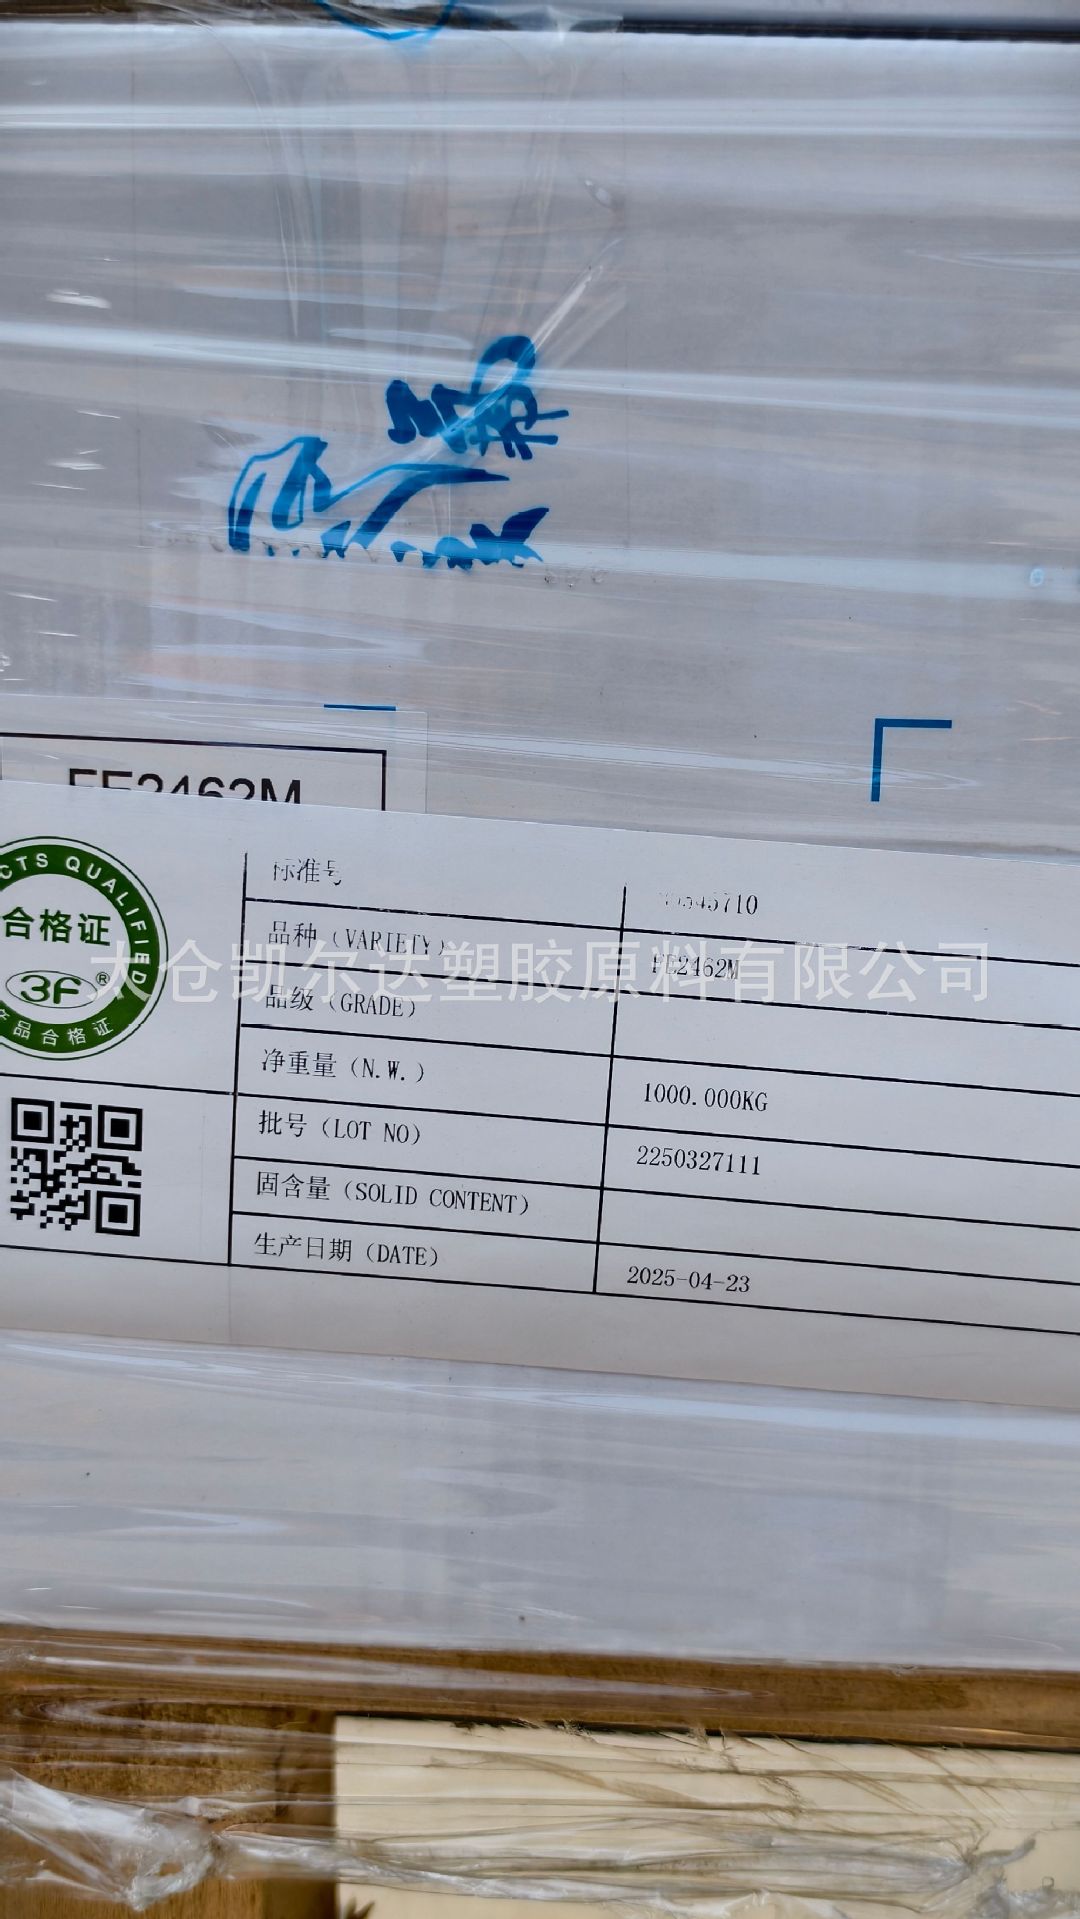 FE2462M
CTS QUALIFIED
合格证
3F®
产品合格证
标准号
品种（VARIETY） FE2462M
太仓凯尔达塑胶原料有限公司
品级（GRADE）
净重量（N.W.） 1000.000KG
批号（LOT NO） 2250327111
固含量（SOLID CONTENT）
生产日期（DATE） 2025-04-23